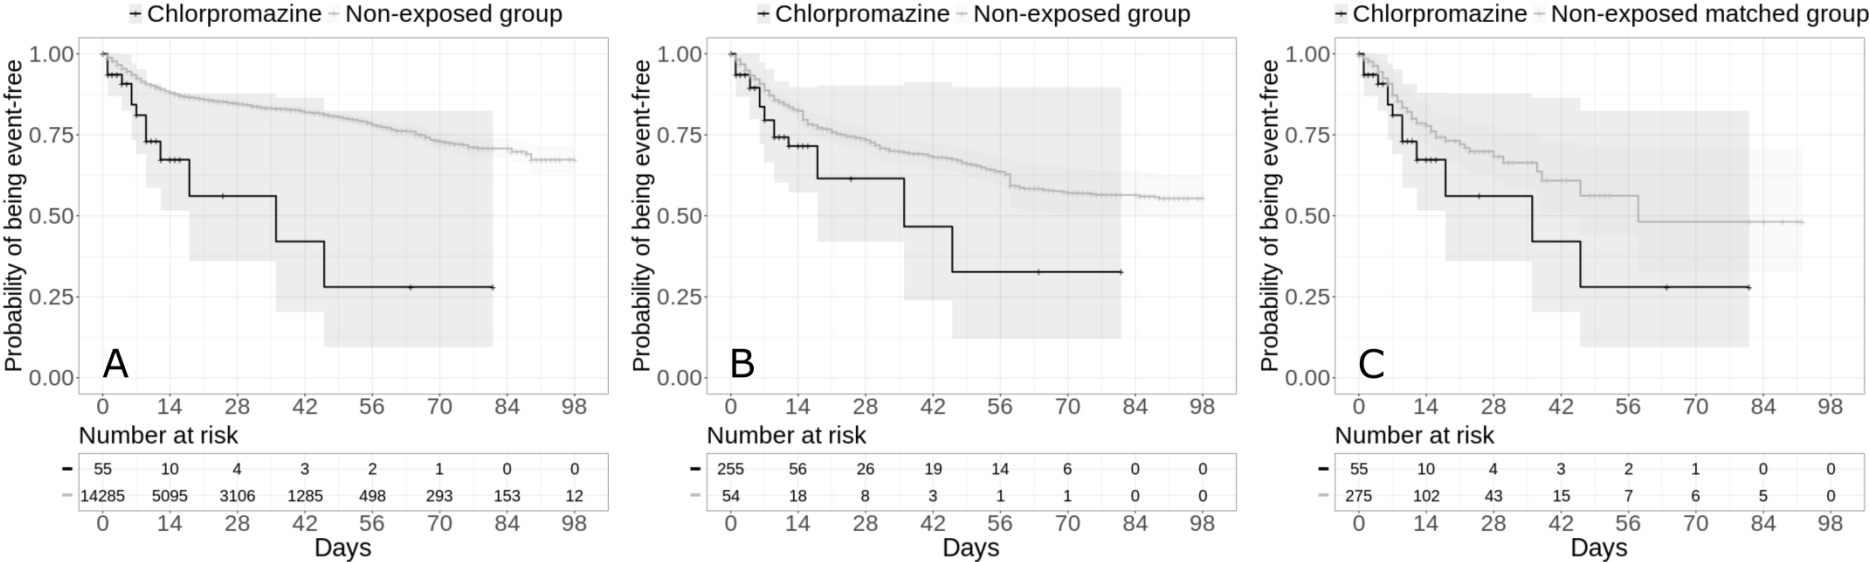 Chlorpromazine Non-exposed group
Probability of being event-free
1.00
0.75
0.50
0.25
0.00
A
0 14 28 42 56 70 84 98
Number at risk
55 10 4 3 2 1 0 0
14285 5095 3106 1285 498 293 153 12
0 14 28 42 56 70 84 98
Days
Chlorpromazine Non-exposed group
Probability of being event-free
1.00
0.75
0.50
0.25
0.00
B
0 14 28 42 56 70 84 98
Number at risk
255 56 26 19 14 6 0 0
54 18 8 3 1 1 0 0
0 14 28 42 56 70 84 98
Days
Chlorpromazine Non-exposed matched group
Probability of being event-free
1.00
0.75
0.50
0.25
0.00
C
0 14 28 42 56 70 84 98
Number at risk
55 10 4 3 2 1 0 0
275 102 43 15 7 6 5 0
0 14 28 42 56 70 84 98
Days